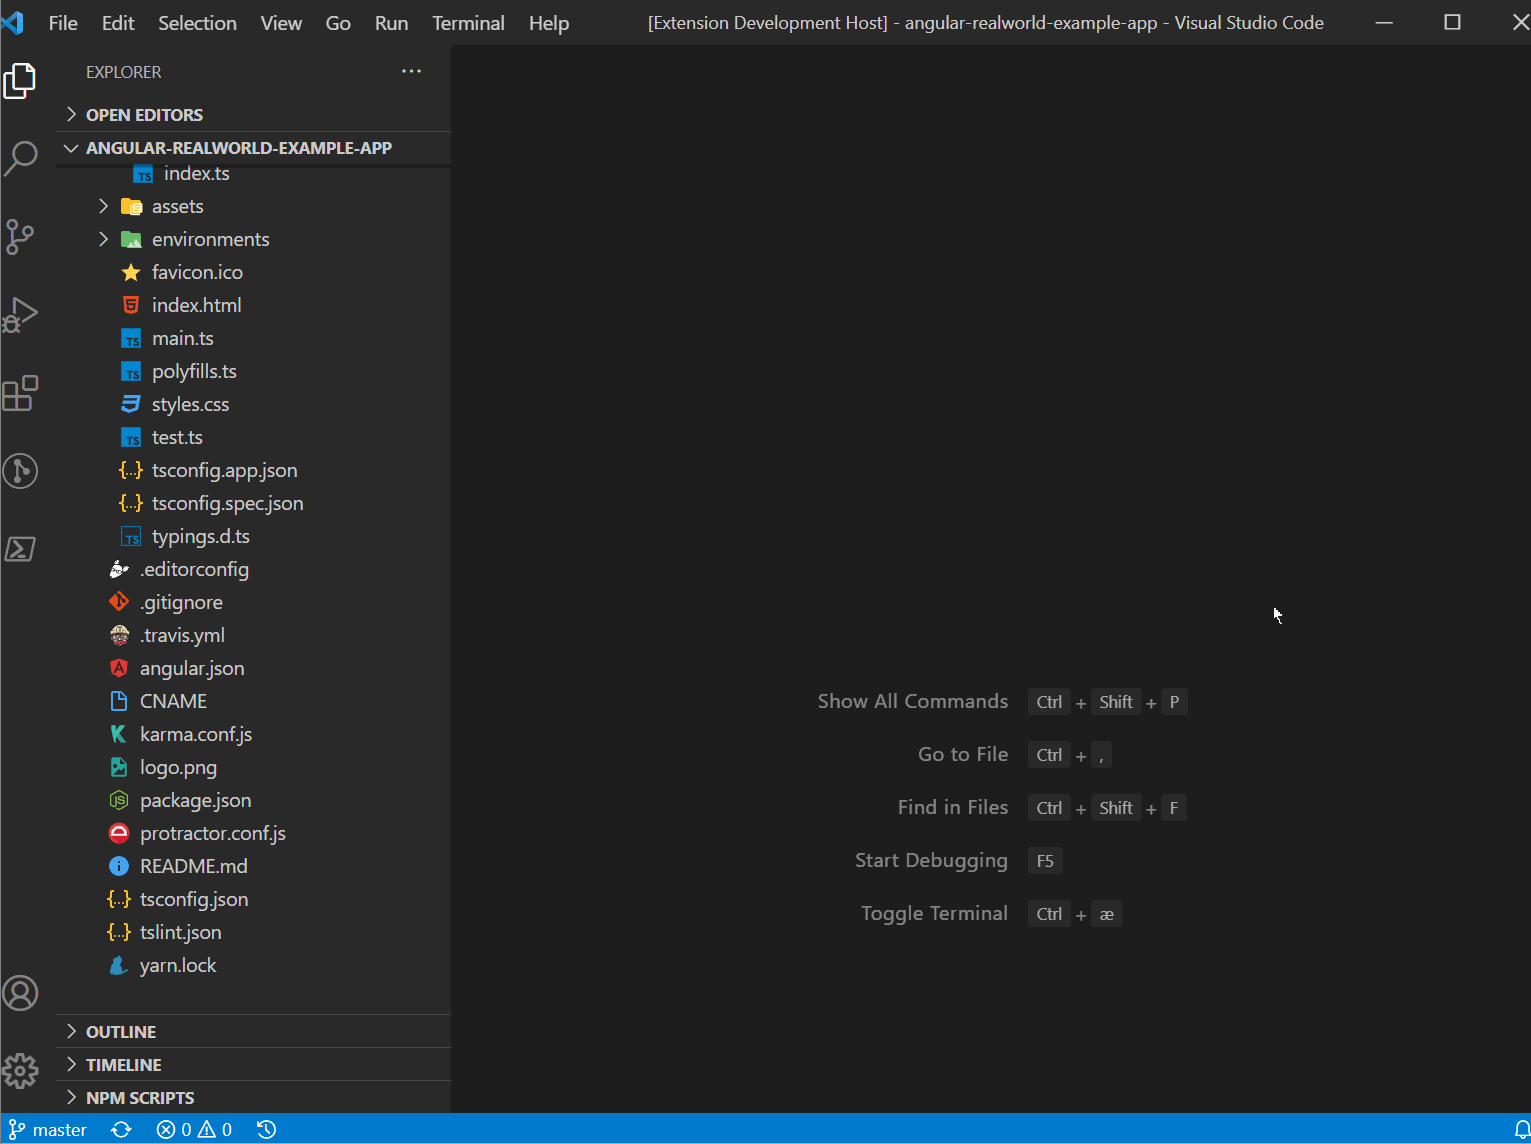 File Edit Selection View Go Run Terminal Help [Extension Development Host] - angular-realworld-example-app - Visual Studio Code
EXPLORER
OPEN EDITORS
ANGULAR-REALWORLD-EXAMPLE-APP
TS index.ts
assets
environments
favicon.ico
index.html
TS main.ts
TS polyfills.ts
styles.css
TS test.ts
{..} tsconfig.app.json
{..} tsconfig.spec.json
TS typings.d.ts
.editorconfig
.gitignore
.travis.yml
angular.json
CNAME
karma.conf.js
logo.png
package.json
protractor.conf.js
README.md
{..} tsconfig.json
{..} tslint.json
yarn.lock
Show All Commands Ctrl + Shift + P
Go to File Ctrl + ,
Find in Files Ctrl + Shift + F
Start Debugging F5
Toggle Terminal Ctrl + æ
OUTLINE
TIMELINE
NPM SCRIPTS
master 0 0